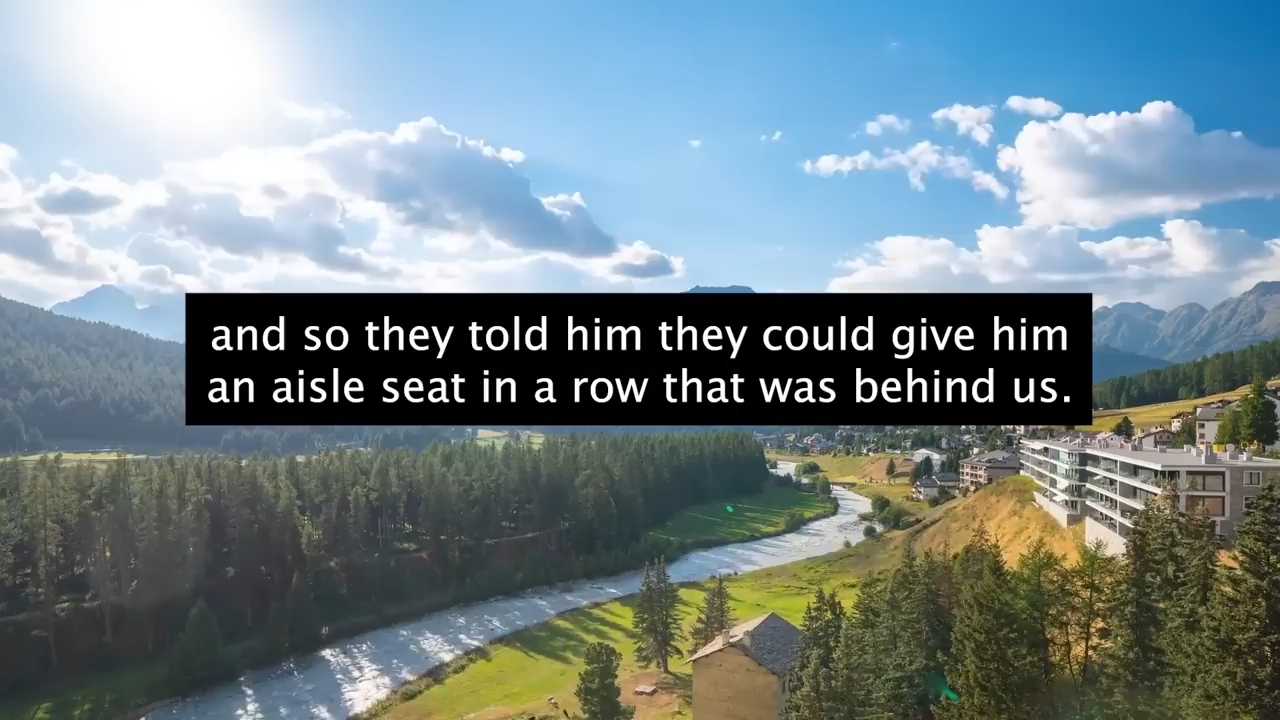 and so they told him they could give him
an aisle seat in a row that was behind us.